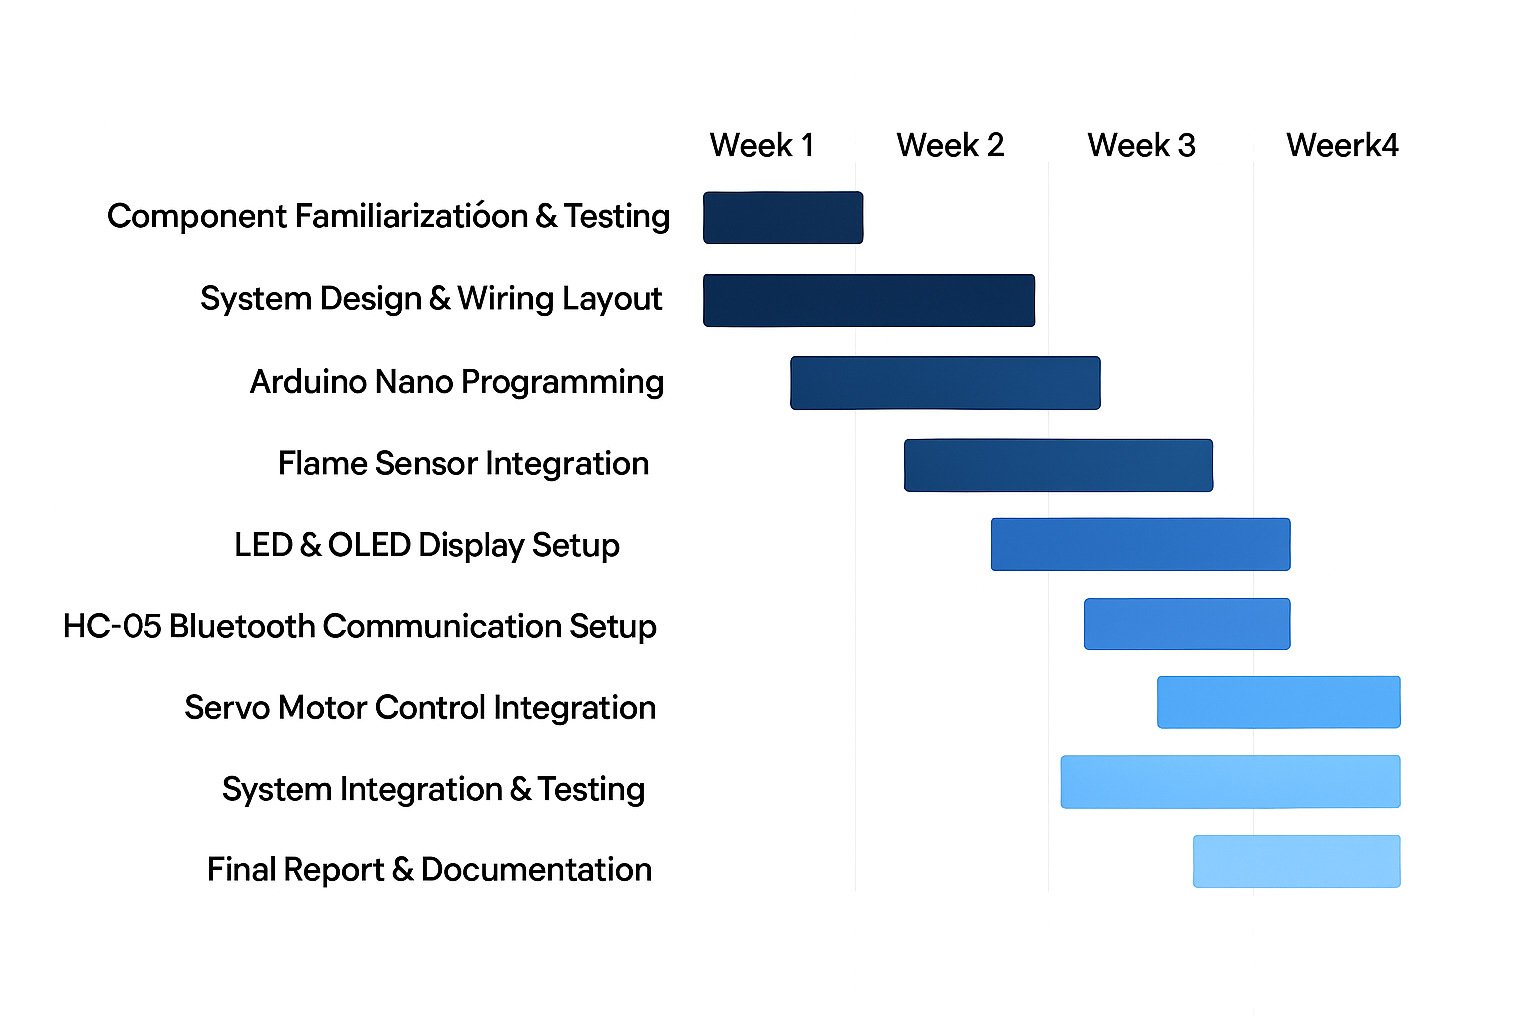 Week 1 Week 2 Week 3 Weerk4
Component Familiarizatióon & Testing
System Design & Wiring Layout
Arduino Nano Programming
Flame Sensor Integration
LED & OLED Display Setup
HC-05 Bluetooth Communication Setup
Servo Motor Control Integration
System Integration & Testing
Final Report & Documentation